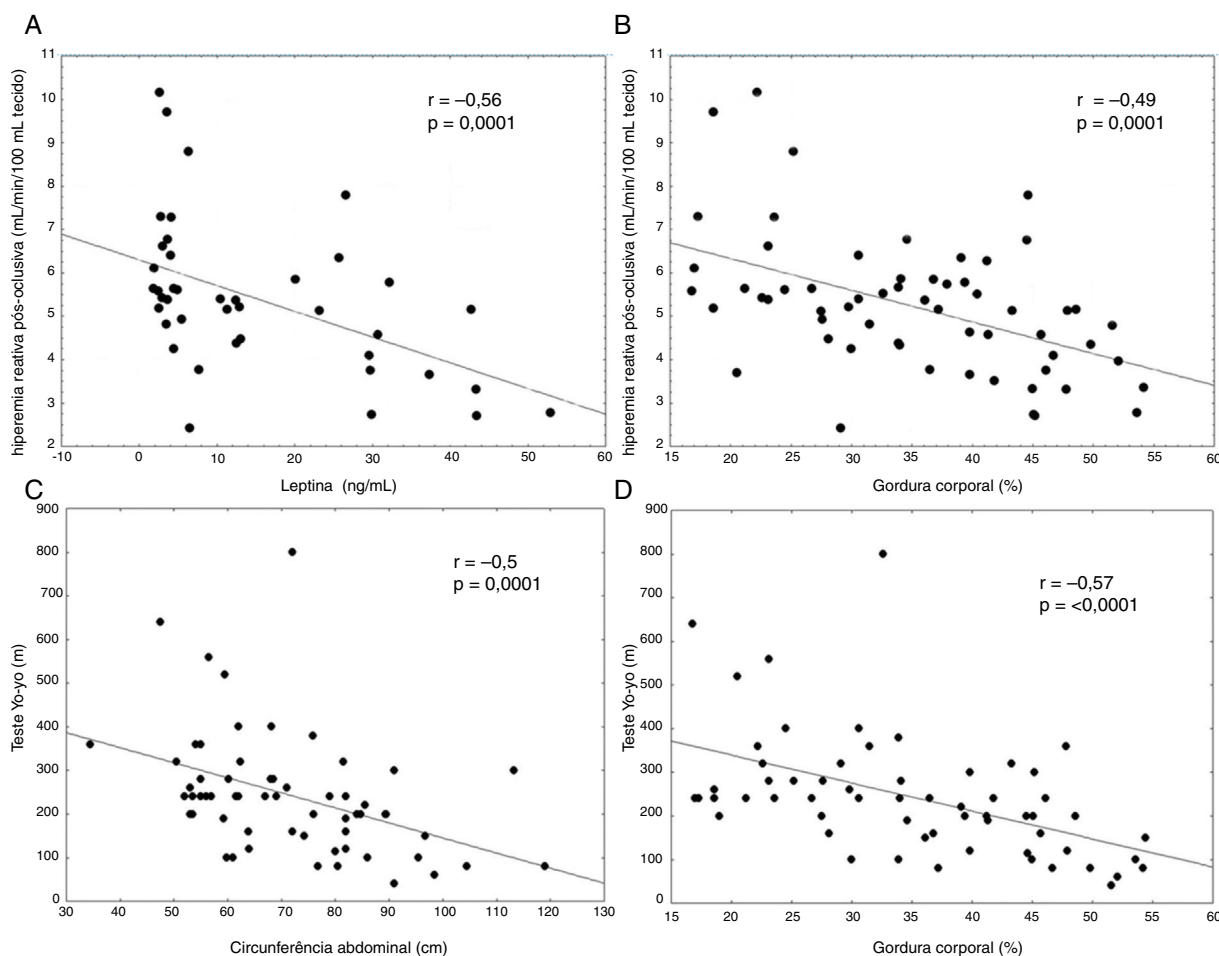 A
hiperemia reativa pós-oclusiva (mL/min/100 mL tecido)
11
10
9
8
7
6
5
4
3
2
r = –0,56
p = 0,0001
-10 0 10 20 30 40 50 60
Leptina (ng/mL)
B
hiperemia reativa pós-oclusiva (mL/min/100 mL tecido)
11
10
9
8
7
6
5
4
3
2
r = –0,49
p = 0,0001
15 20 25 30 35 40 45 50 55 60
Gordura corporal (%)
C
Teste Yo-yo (m)
900
800
700
600
500
400
300
200
100
0
r = –0,5
p = 0,0001
30 40 50 60 70 80 90 100 110 120 130
Circunferência abdominal (cm)
D
Teste Yo-yo (m)
900
800
700
600
500
400
300
200
100
0
r = –0,57
p = <0,0001
15 20 25 30 35 40 45 50 55 60
Gordura corporal (%)